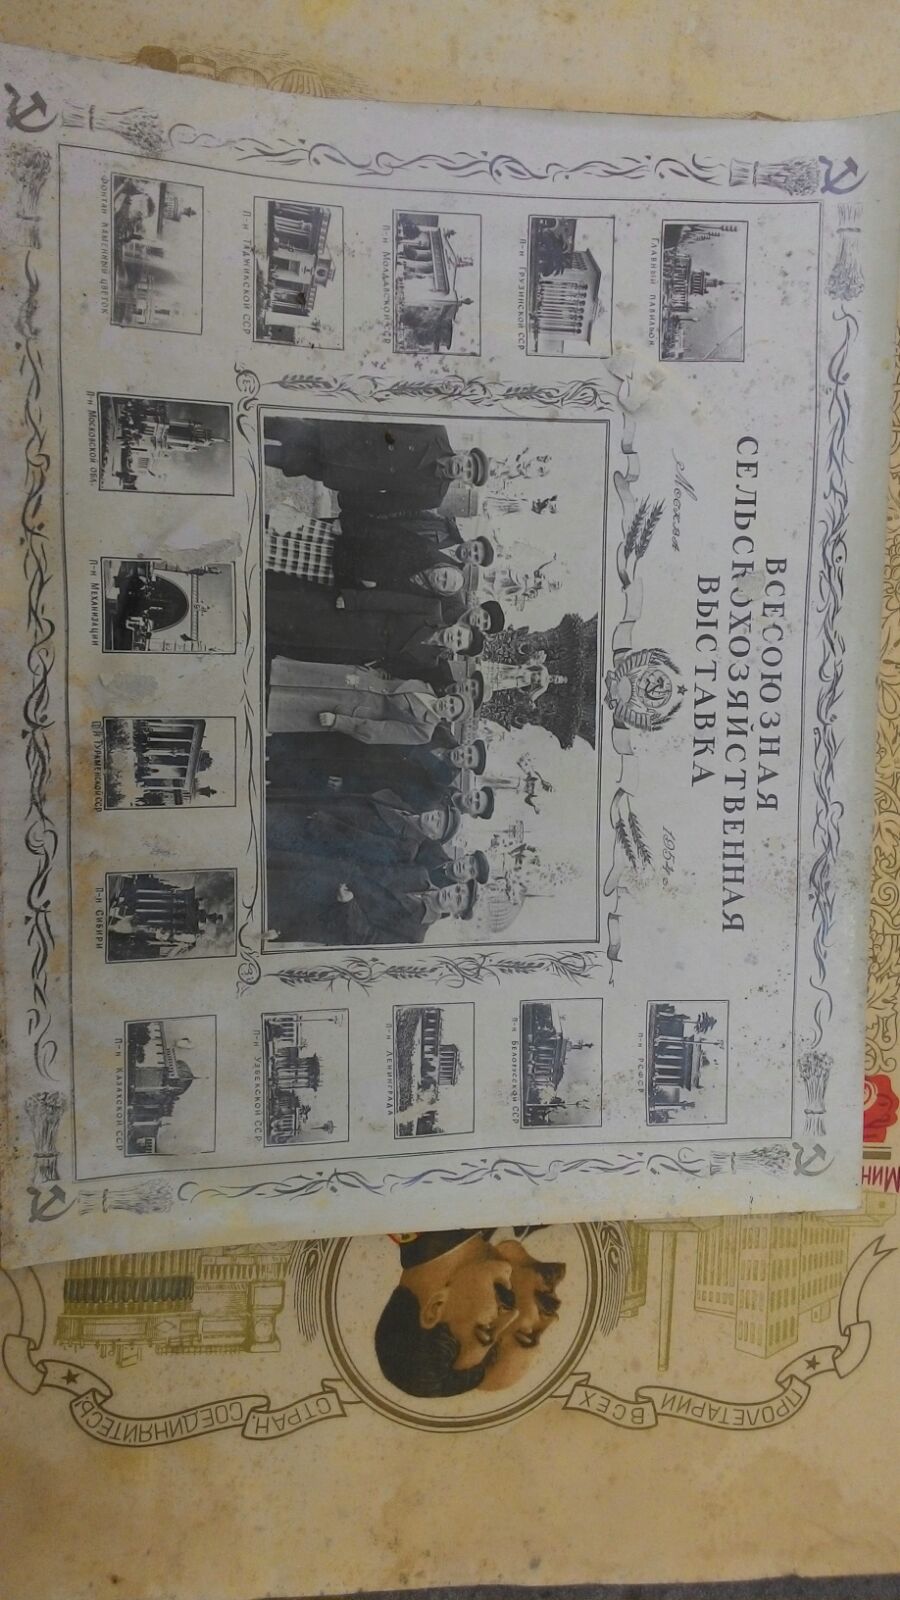 ВСЕСОЮЗНАЯ
СЕЛЬСКОХОЗЯЙСТВЕННАЯ
ВЫСТАВКА
Москва
1954 г.
ГЛАВНЫЙ ПАВИЛЬОН
П-Н ГРУЗИНСКОЙ ССР
П-Н МОЛДАВСКОЙ ССР
П-Н ТАДЖИКСКОЙ ССР
ФОНТАН КАМЕННЫЙ ЦВЕТОК
П-Н МОСКОВСКОЙ ОБЛ.
П-Н МЕХАНИЗАЦИИ
П-Н ТУРКМЕНСКОЙ ССР
П-Н СИБИРИ
П-Н РСФСР
П-Н БЕЛОРУССКОЙ ССР
П-Н ЛЕНИНГРАДА
П-Н УЗБЕКСКОЙ ССР
П-Н КАЗАХСКОЙ ССР
ПРОЛЕТАРИИ ВСЕХ СТРАН, СОЕДИНЯЙТЕСЬ!